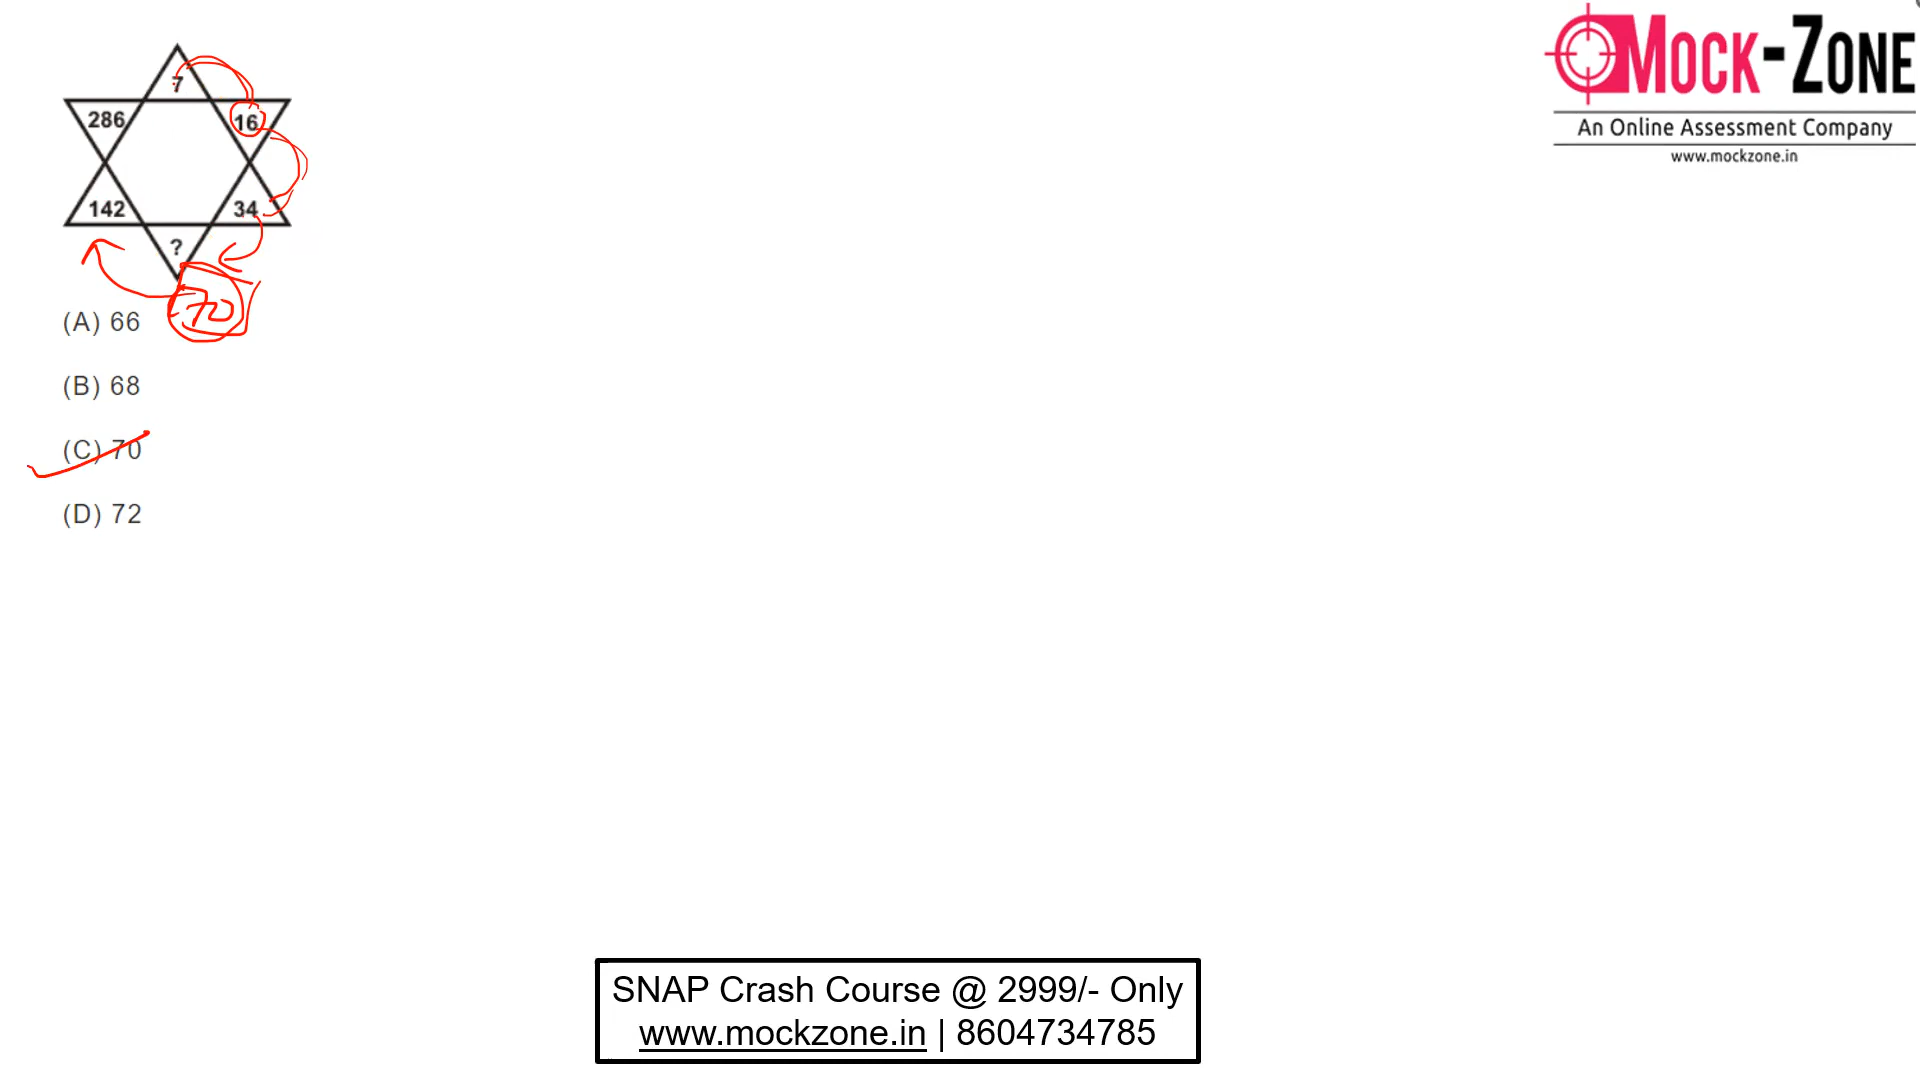 MOCK-ZONE
An Online Assessment Company
www.mockzone.in
7
286
16
142
34
?
70
(A) 66
(B) 68
(C) 70
(D) 72
SNAP Crash Course @ 2999/- Only
www.mockzone.in | 8604734785